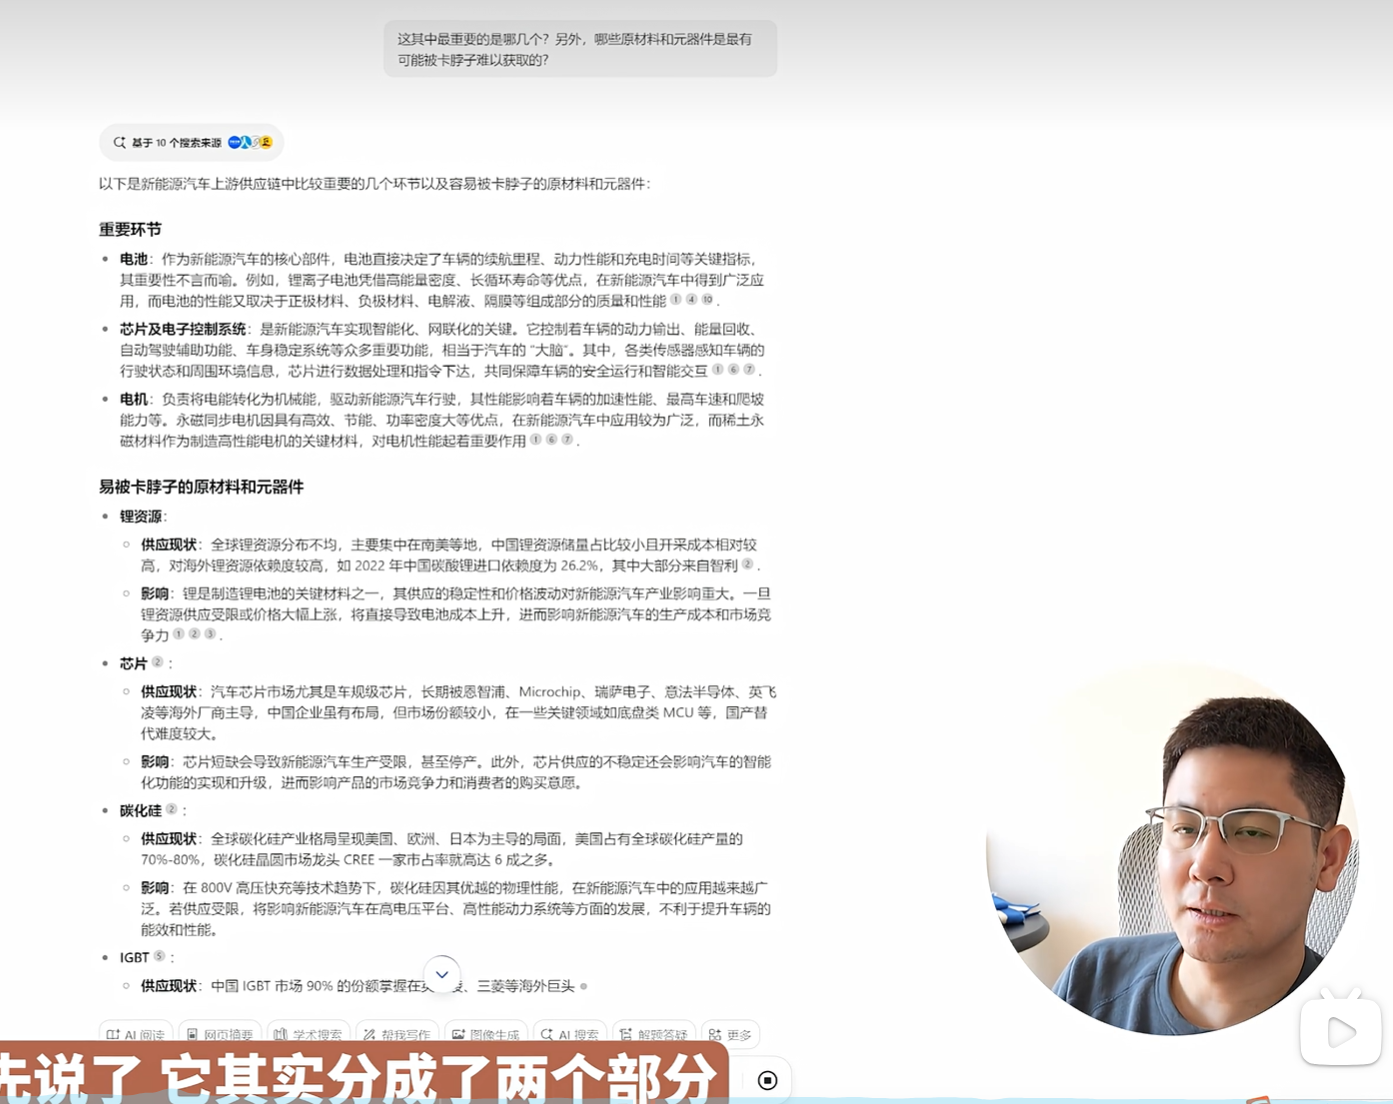 这其中最重要的是哪几个？另外，哪些原材料和元器件是最有
可能被卡脖子难以获取的？
基于 10 个搜索来源
以下是新能源汽车上游供应链中比较重要的几个环节以及容易被卡脖子的原材料和元器件：
重要环节
• 电池：作为新能源汽车的核心部件，电池直接决定了车辆的续航里程、动力性能和充电时间等关键指标，
其重要性不言而喻。例如，锂离子电池凭借高能量密度、长循环寿命等优点，在新能源汽车中得到广泛应
用，而电池的性能又取决于正极材料、负极材料、电解液、隔膜等组成部分的质量和性能 ① ④ ⑩ .
• 芯片及电子控制系统：是新能源汽车实现智能化、网联化的关键。它控制着车辆的动力输出、能量回收、
自动驾驶辅助功能、车身稳定系统等众多重要功能，相当于汽车的 “大脑”。其中，各类传感器感知车辆的
行驶状态和周围环境信息，芯片进行数据处理和指令下达，共同保障车辆的安全运行和智能交互 ① ⑥ ⑦ .
• 电机：负责将电能转化为机械能，驱动新能源汽车行驶，其性能影响着车辆的加速性能、最高车速和爬坡
能力等。永磁同步电机因具有高效、节能、功率密度大等优点，在新能源汽车中应用较为广泛，而稀土永
磁材料作为制造高性能电机的关键材料，对电机性能起着重要作用 ① ⑥ ⑦ .
易被卡脖子的原材料和元器件
• 锂资源：
○ 供应现状：全球锂资源分布不均，主要集中在南美等地，中国锂资源储量占比较小且开采成本相对较
高，对海外锂资源依赖度较高，如 2022 年中国碳酸锂进口依赖度为 26.2%，其中大部分来自智利 ② .
○ 影响：锂是制造锂电池的关键材料之一，其供应的稳定性和价格波动对新能源汽车产业影响重大。一旦
锂资源供应受限或价格大幅上涨，将直接导致电池成本上升，进而影响新能源汽车的生产成本和市场竞
争力 ① ② ③ .
• 芯片 ② ：
○ 供应现状：汽车芯片市场尤其是车规级芯片，长期被恩智浦、Microchip、瑞萨电子、意法半导体、英飞
凌等海外厂商主导，中国企业虽有布局，但市场份额较小，在一些关键领域如底盘类 MCU 等，国产替
代难度较大。
○ 影响：芯片短缺会导致新能源汽车生产受限，甚至停产。此外，芯片供应的不稳定还会影响汽车的智能
化功能的实现和升级，进而影响产品的市场竞争力和消费者的购买意愿。
• 碳化硅 ② ：
○ 供应现状：全球碳化硅产业格局呈现美国、欧洲、日本为主导的局面，美国占有全球碳化硅产量的
70%-80%，碳化硅晶圆市场龙头 CREE 一家市占率就高达 6 成之多。
○ 影响：在 800V 高压快充等技术趋势下，碳化硅因其优越的物理性能，在新能源汽车中的应用越来越广
泛。若供应受限，将影响新能源汽车在高电压平台、高性能动力系统等方面的发展，不利于提升车辆的
能效和性能。
• IGBT ⑤ ：
○ 供应现状：中国 IGBT 市场 90% 的份额掌握在 、三菱等海外巨头
AI 阅读 网页摘要 学术搜索 帮我写作 图像生成 AI 搜索 解题答疑 更多
先说了 它其实分成了两个部分